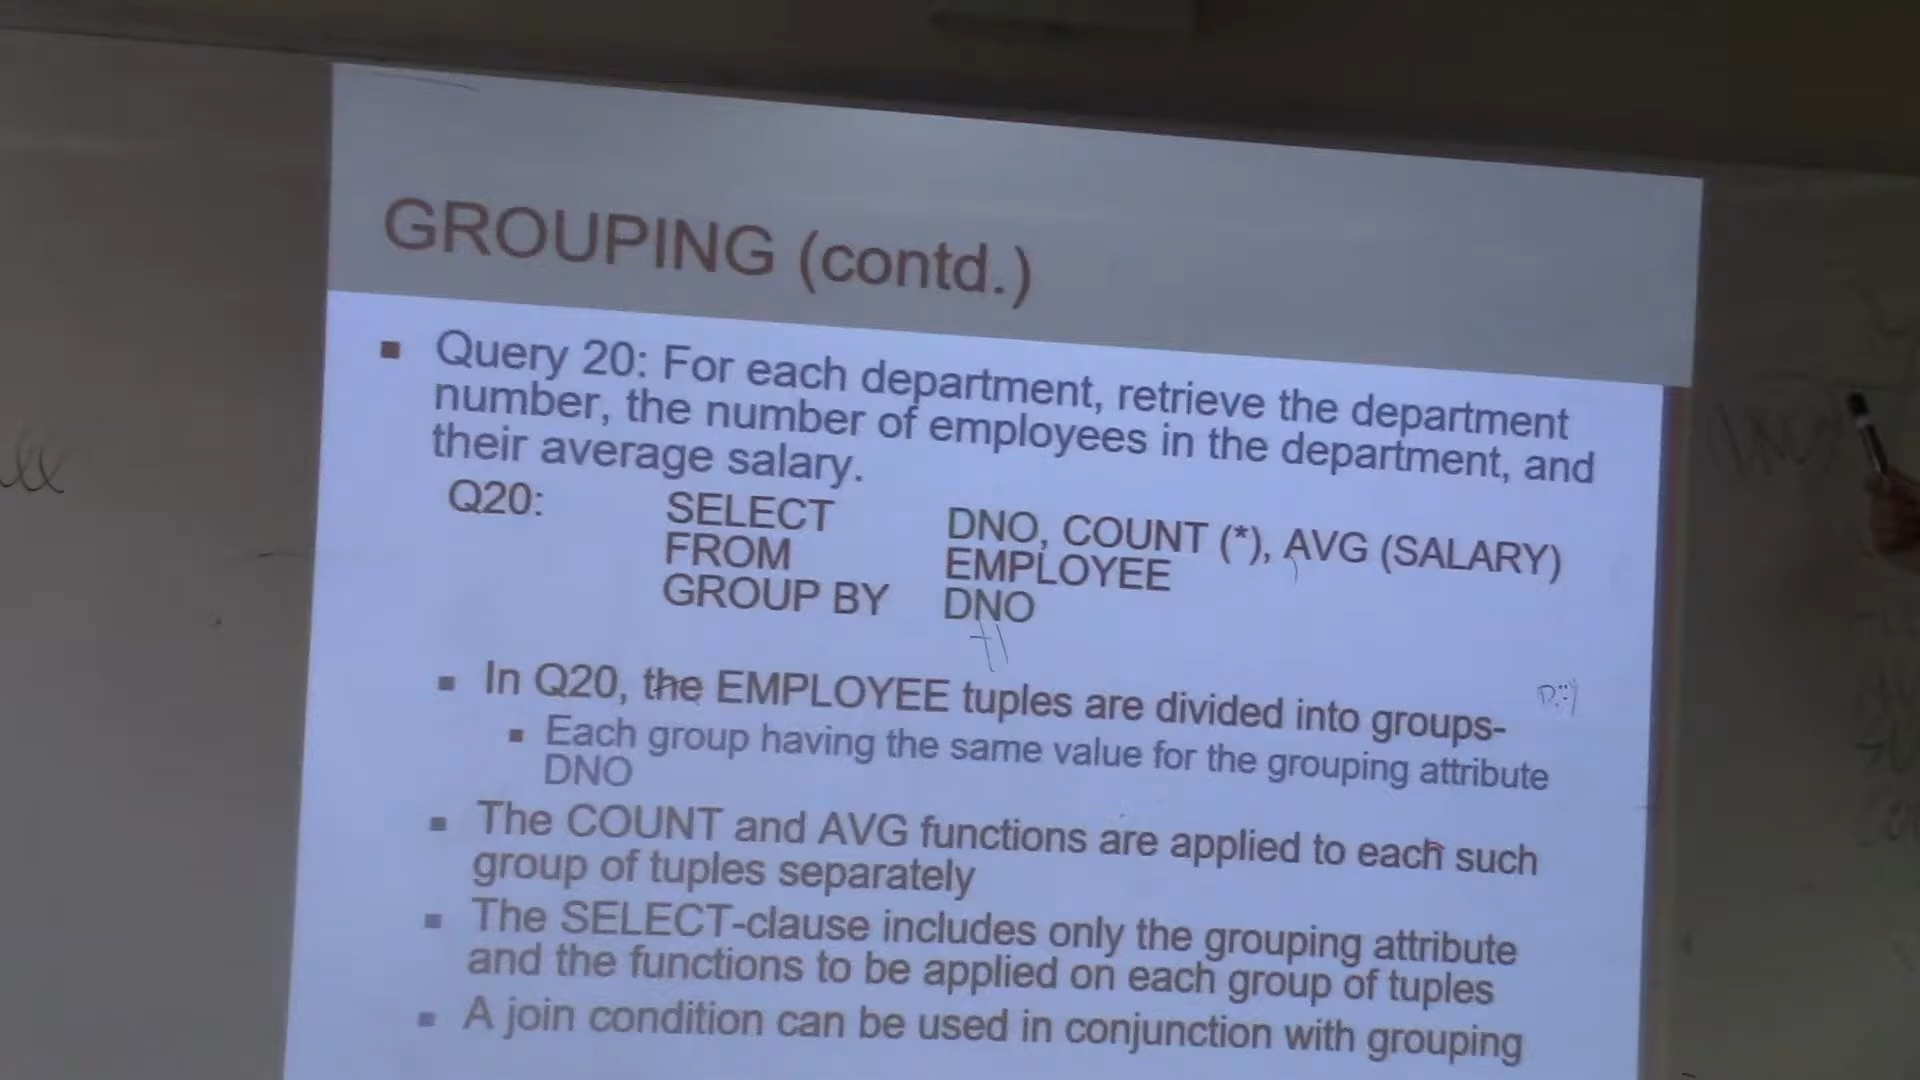 GROUPING (contd.)
▪ Query 20: For each department, retrieve the department
number, the number of employees in the department, and
their average salary.
Q20: SELECT DNO, COUNT (*), AVG (SALARY)
FROM EMPLOYEE
GROUP BY DNO
▪ In Q20, the EMPLOYEE tuples are divided into groups-
▪ Each group having the same value for the grouping attribute
DNO
▪ The COUNT and AVG functions are applied to each such
group of tuples separately
▪ The SELECT-clause includes only the grouping attribute
and the functions to be applied on each group of tuples
▪ A join condition can be used in conjunction with grouping